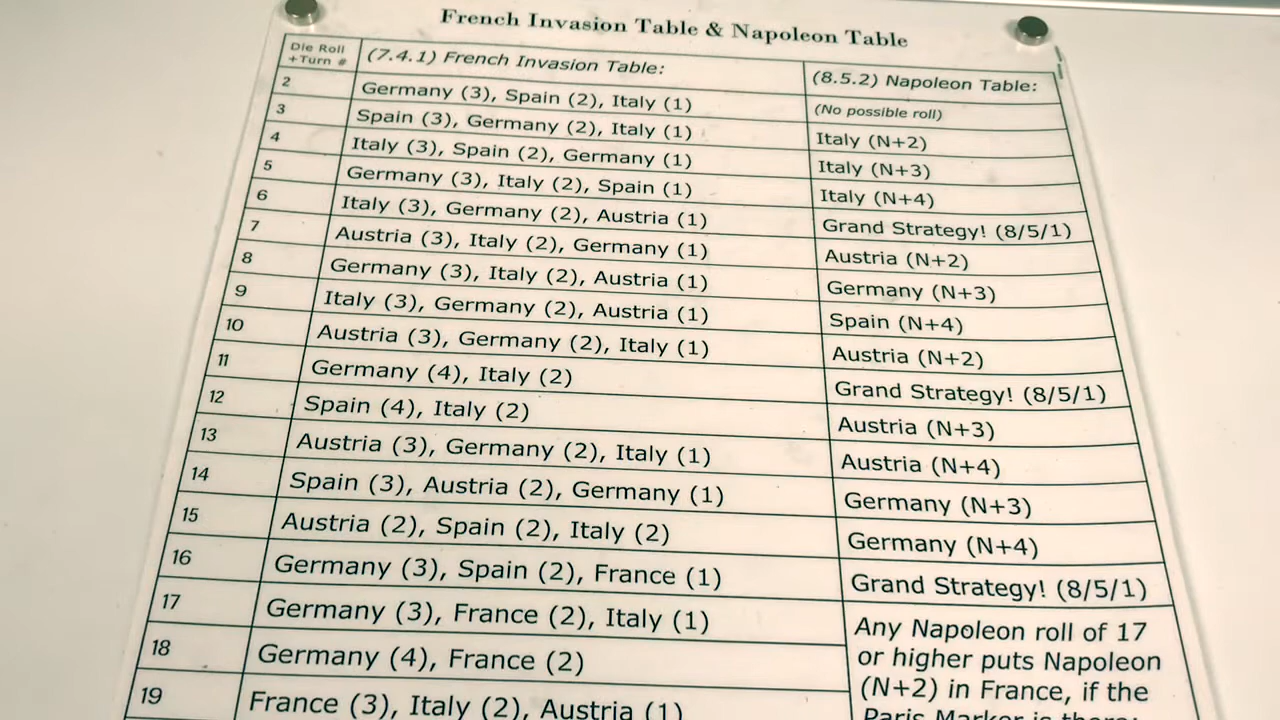 French Invasion Table & Napoleon Table
Die Roll
+Turn #
(7.4.1) French Invasion Table:
(8.5.2) Napoleon Table:
2 Germany (3), Spain (2), Italy (1) (No possible roll)
3 Spain (3), Germany (2), Italy (1) Italy (N+2)
4 Italy (3), Spain (2), Germany (1) Italy (N+3)
5 Germany (3), Italy (2), Spain (1) Italy (N+4)
6 Italy (3), Germany (2), Austria (1) Grand Strategy! (8/5/1)
7 Austria (3), Italy (2), Germany (1) Austria (N+2)
8 Germany (3), Italy (2), Austria (1) Germany (N+3)
9 Italy (3), Germany (2), Austria (1) Spain (N+4)
10 Austria (3), Germany (2), Italy (1) Austria (N+2)
11 Germany (4), Italy (2) Grand Strategy! (8/5/1)
12 Spain (4), Italy (2) Austria (N+3)
13 Austria (3), Germany (2), Italy (1) Austria (N+4)
14 Spain (3), Austria (2), Germany (1) Germany (N+3)
15 Austria (2), Spain (2), Italy (2) Germany (N+4)
16 Germany (3), Spain (2), France (1) Grand Strategy! (8/5/1)
17 Germany (3), France (2), Italy (1)
18 Germany (4), France (2)
19 France (3), Italy (2), Austria (1)
Any Napoleon roll of 17
or higher puts Napoleon
(N+2) in France, if the
Paris Marker is